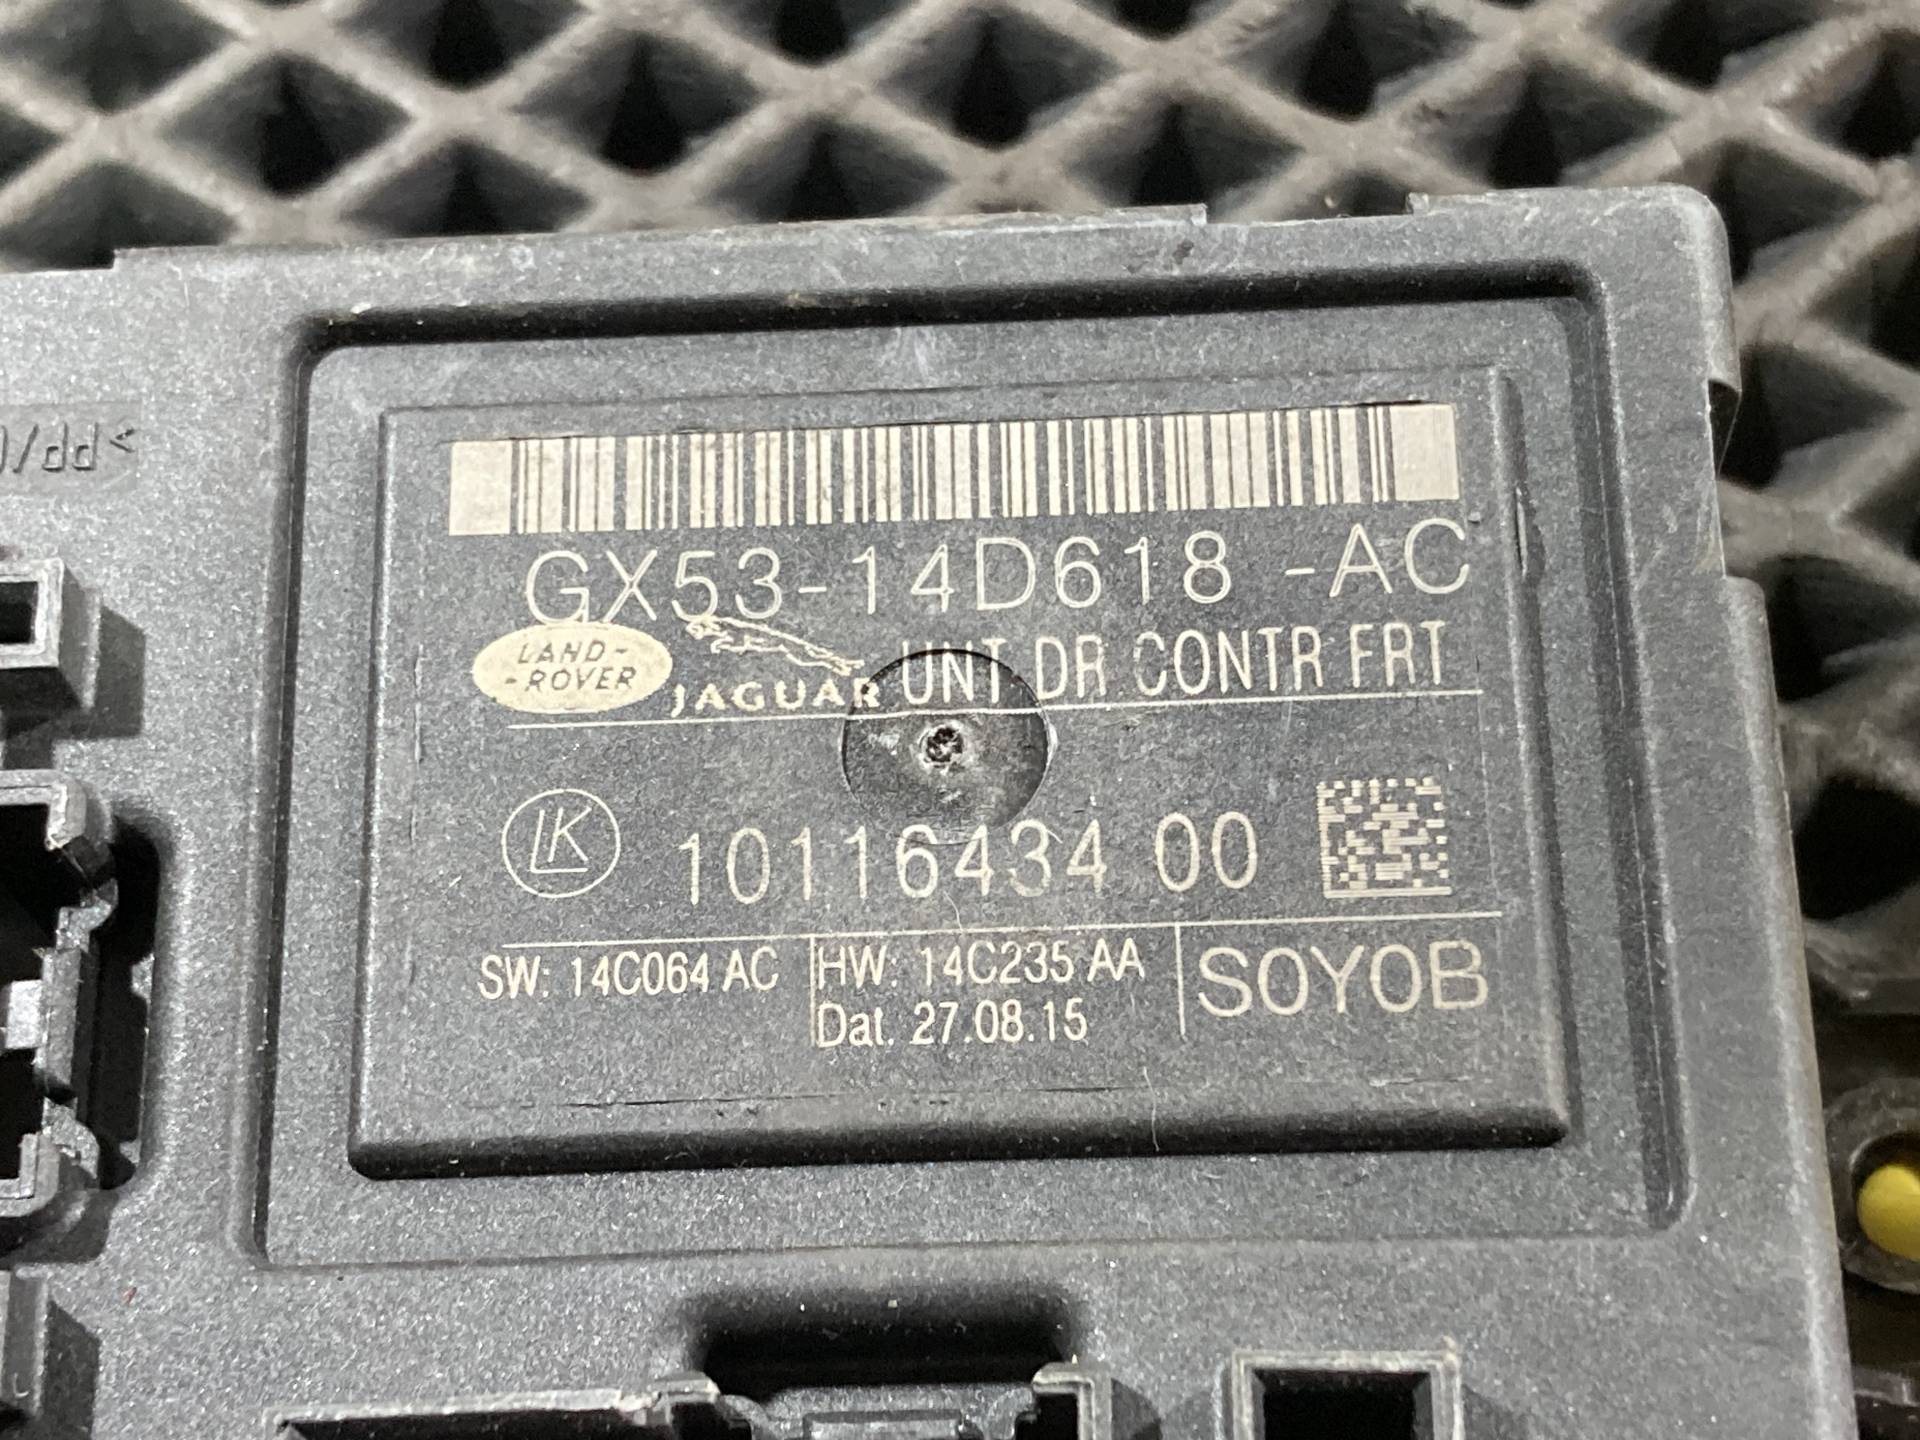 GX53-14D618 -AC
LAND-
-ROVER
JAGUAR
UNT DR CONTR FRT
LK
10116434 00
SW: 14C064 AC
HW: 14C235 AA
Dat. 27.08.15
SOYOB